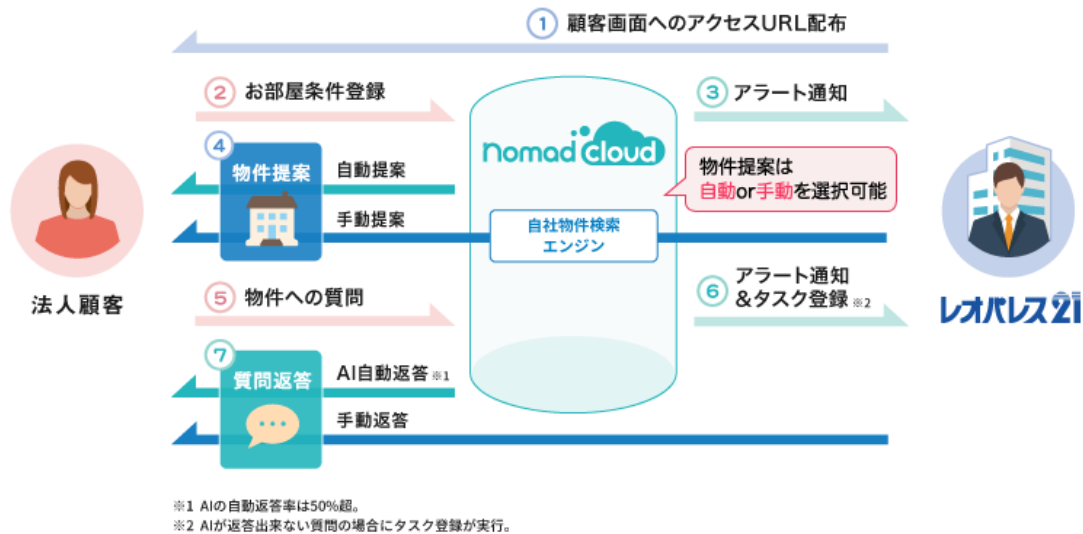 ① 顧客画面へのアクセスURL配布
② お部屋条件登録
③ アラート通知
nomad cloud
④
物件提案
自動提案
手動提案
物件提案は
自動or手動を選択可能
自社物件検索
エンジン
法人顧客
⑤ 物件への質問
⑥ アラート通知
&タスク登録 ※2
レオパレス21
⑦
質問返答
AI自動返答 ※1
手動返答
※1 AIの自動返答率は50%超。
※2 AIが返答出来ない質問の場合にタスク登録が実行。